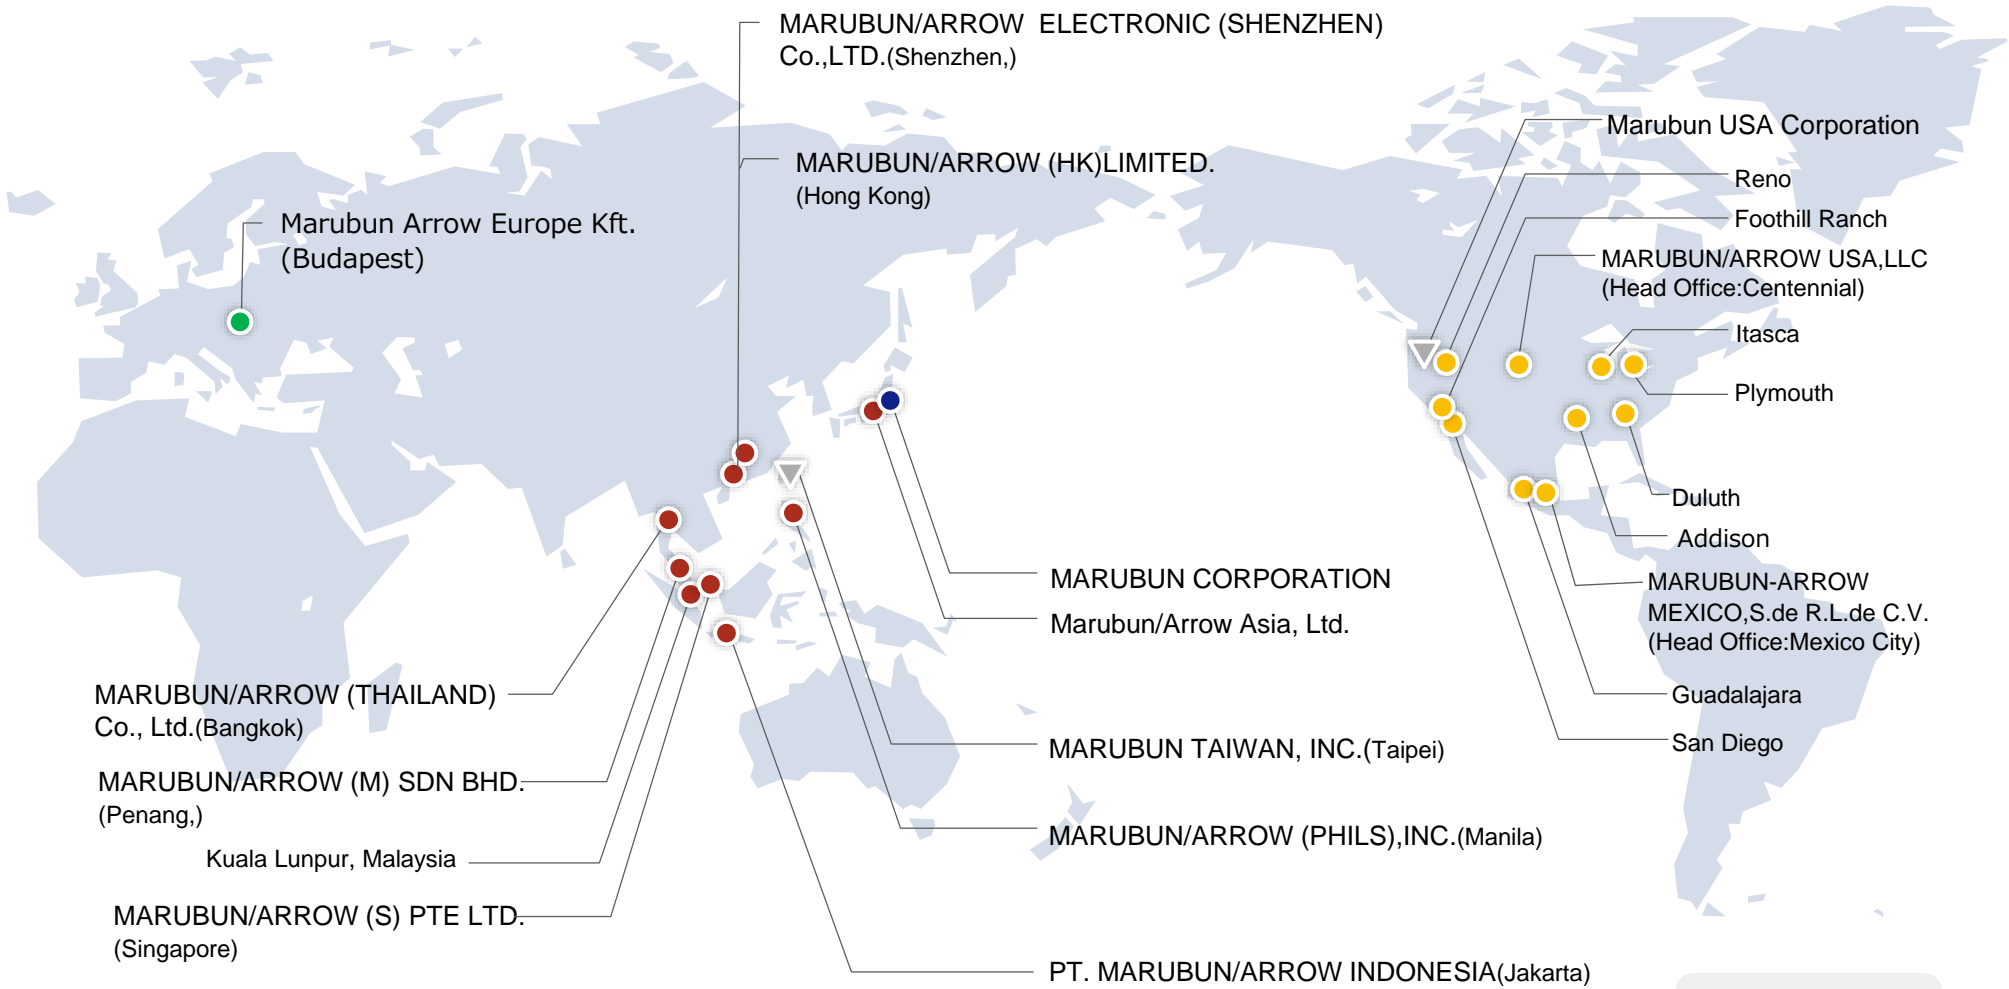 MARUBUN/ARROW ELECTRONIC (SHENZHEN)
Co.,LTD.(Shenzhen,)
MARUBUN/ARROW (HK)LIMITED.
(Hong Kong)
Marubun Arrow Europe Kft.
(Budapest)
Marubun USA Corporation
Reno
Foothill Ranch
MARUBUN/ARROW USA,LLC
(Head Office:Centennial)
Itasca
Plymouth
Duluth
Addison
MARUBUN-ARROW
MEXICO,S.de R.L.de C.V.
(Head Office:Mexico City)
Guadalajara
San Diego
MARUBUN CORPORATION
Marubun/Arrow Asia, Ltd.
MARUBUN TAIWAN, INC.(Taipei)
MARUBUN/ARROW (PHILS),INC.(Manila)
PT. MARUBUN/ARROW INDONESIA(Jakarta)
MARUBUN/ARROW (THAILAND)
Co., Ltd.(Bangkok)
MARUBUN/ARROW (M) SDN BHD.
(Penang,)
Kuala Lunpur, Malaysia
MARUBUN/ARROW (S) PTE LTD.
(Singapore)